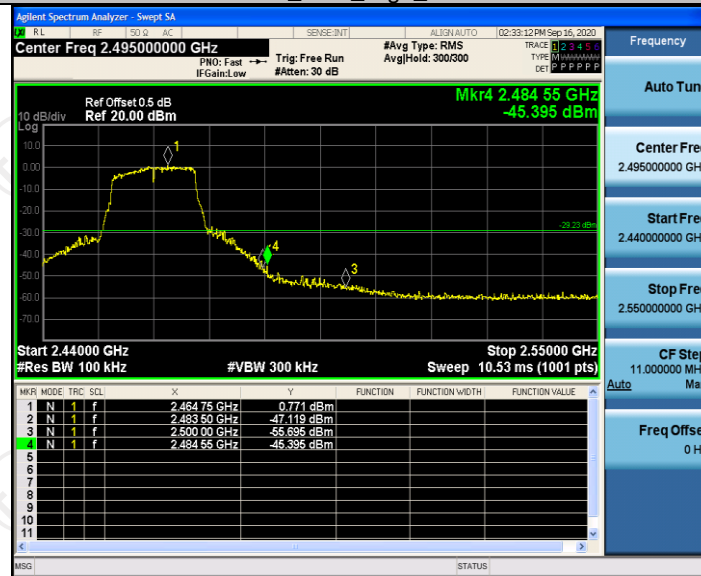 Agilent Spectrum Analyzer - Swept SA
RL RF 50 Ω AC SENSE:INT ALIGN AUTO 02:33:12 PM Sep 16, 2020
Center Freq 2.495000000 GHz #Avg Type: RMS TRACE 1 2 3 4 5 6 Frequency
PNO: Fast Trig: Free Run Avg|Hold: 300/300 TYPE M
IFGain:Low #Atten: 30 dB DET P P P P P P
Auto Tun
Ref Offset 0.5 dB Mkr4 2.484 55 GHz
10 dB/div Ref 20.00 dBm -45.395 dBm
Log
10.0
0.00
-10.0
-20.0
-30.0
-40.0
-50.0
-60.0
-70.0
1
4
3
-29.23 dBm
Center Fre
2.495000000 GH
Start Fre
2.440000000 GH
Stop Fre
2.550000000 GH
Start 2.44000 GHz Stop 2.55000 GHz
#Res BW 100 kHz #VBW 300 kHz Sweep 10.53 ms (1001 pts)
CF Ste
11.000000 MH
Auto Ma
MKR MODE TRC SCL X Y FUNCTION FUNCTION WIDTH FUNCTION VALUE
1 N 1 f 2.464 75 GHz 0.771 dBm
2 N 1 f 2.483 50 GHz -47.119 dBm
3 N 1 f 2.500 00 GHz -55.695 dBm
4 N 1 f 2.484 55 GHz -45.395 dBm
5
6
7
8
9
10
11
Freq Offse
0 H
MSG STATUS